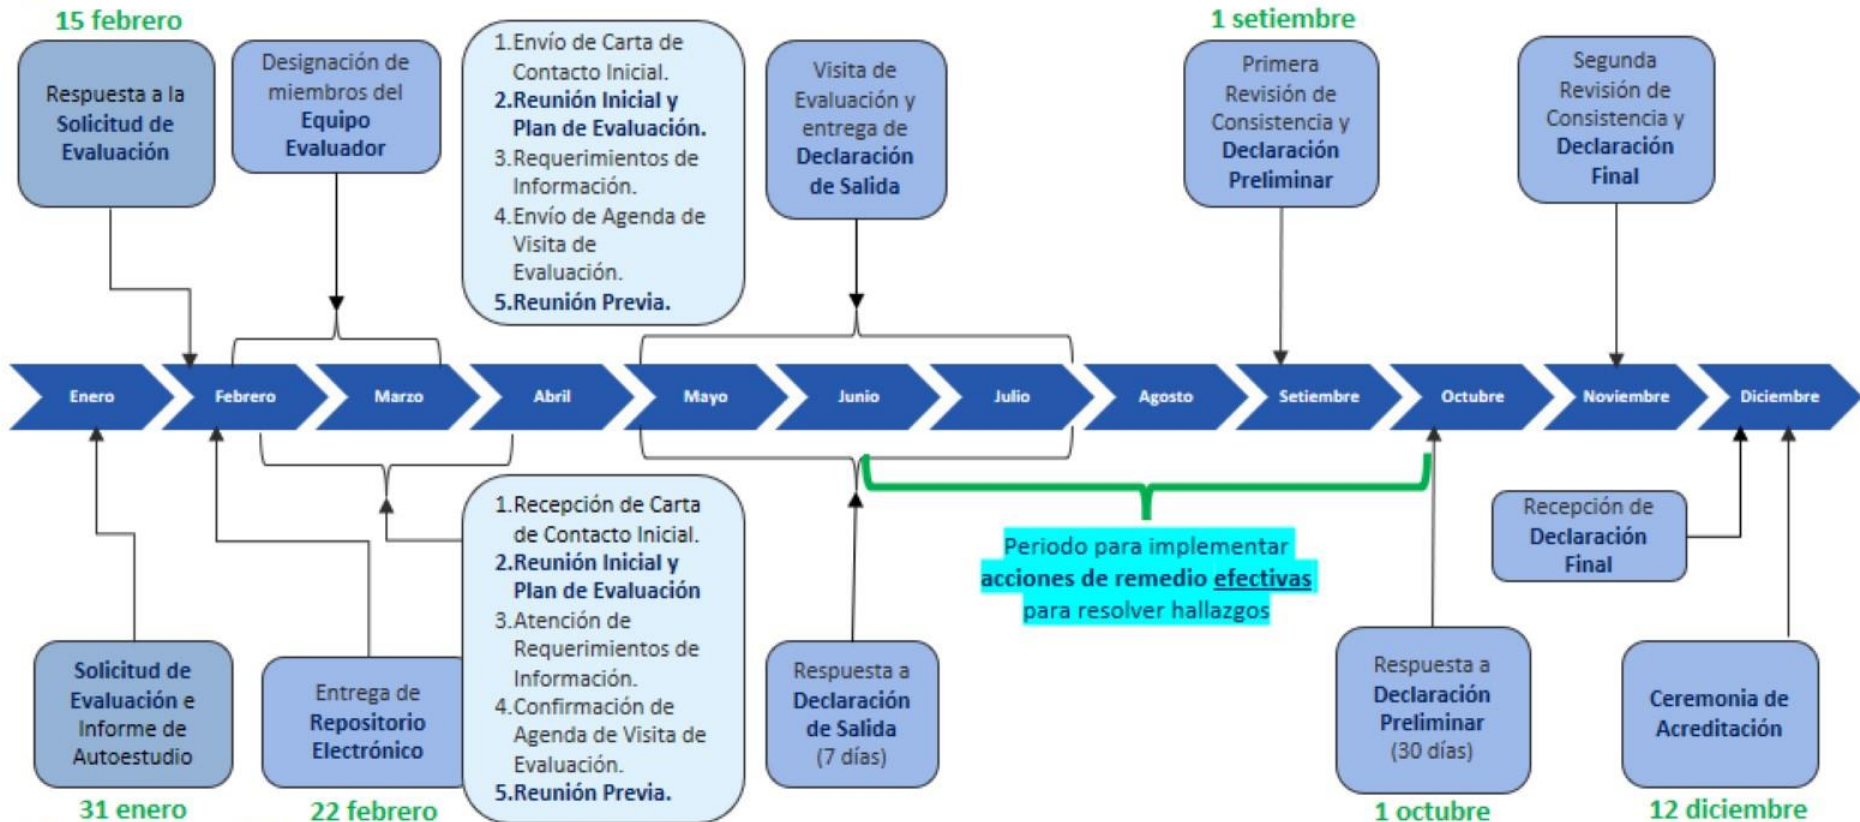 15 febrero
Respuesta a la
Solicitud de
Evaluación
Designación de
miembros del
Equipo
Evaluador
1.Envío de Carta de
Contacto Inicial.
2.Reunión Inicial y
Plan de Evaluación.
3.Requerimientos de
Información.
4.Envío de Agenda de
Visita de
Evaluación.
5.Reunión Previa.
Visita de
Evaluación y
entrega de
Declaración
de Salida
1 setiembre
Primera
Revisión de
Consistencia y
Declaración
Preliminar
Segunda
Revisión de
Consistencia y
Declaración
Final
Enero
Febrero
Marzo
Abril
Mayo
Junio
Julio
Agosto
Setiembre
Octubre
Noviembre
Diciembre
Solicitud de
Evaluación e
Informe de
Autoestudio
31 enero
Entrega de
Repositorio
Electrónico
22 febrero
1.Recepción de Carta
de Contacto Inicial.
2.Reunión Inicial y
Plan de Evaluación
3.Atención de
Requerimientos de
Información.
4.Confirmación de
Agenda de Visita de
Evaluación.
5.Reunión Previa.
Respuesta a
Declaración
de Salida
(7 días)
Periodo para implementar
acciones de remedio efectivas
para resolver hallazgos
Respuesta a
Declaración
Preliminar
(30 días)
1 octubre
Recepción de
Declaración
Final
Ceremonia de
Acreditación
12 diciembre